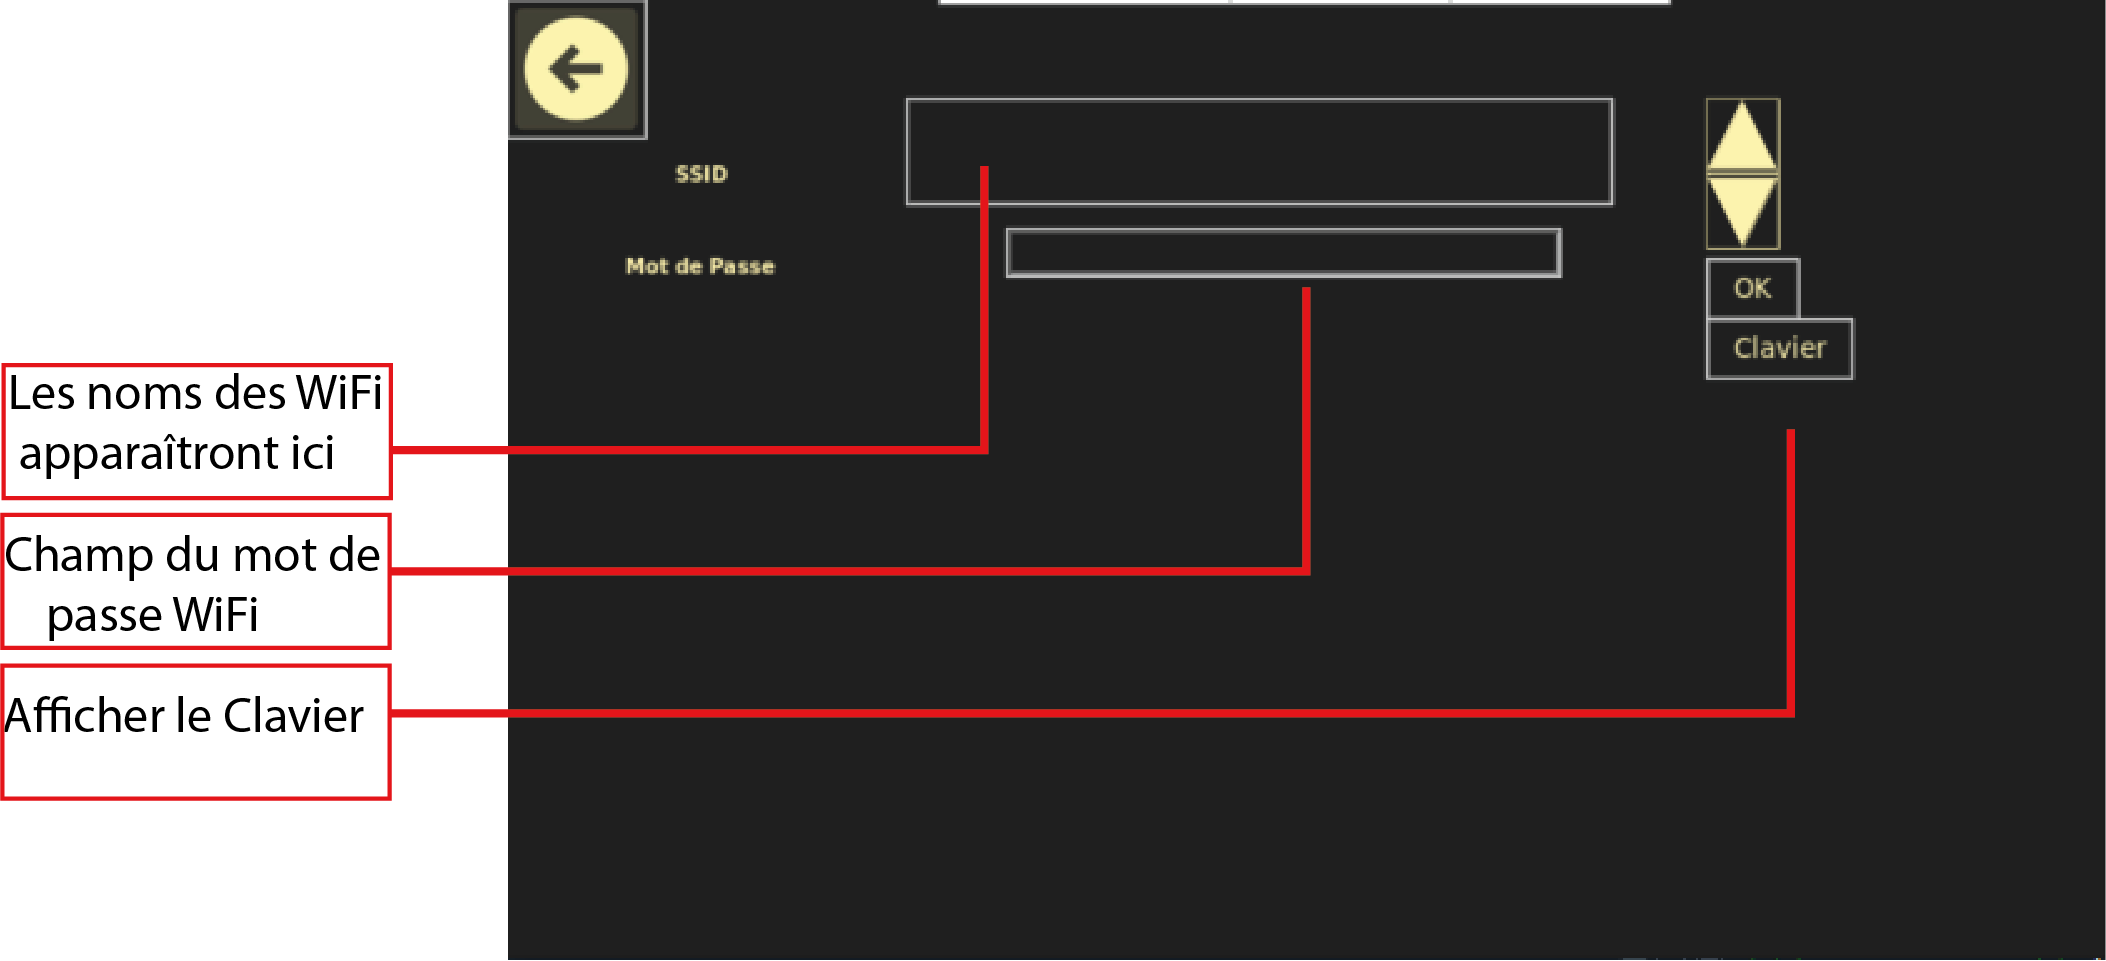 SSID
Mot de Passe
OK
Clavier
Les noms des WiFi
apparaîtront ici
Champ du mot de
passe WiFi
Afficher le Clavier